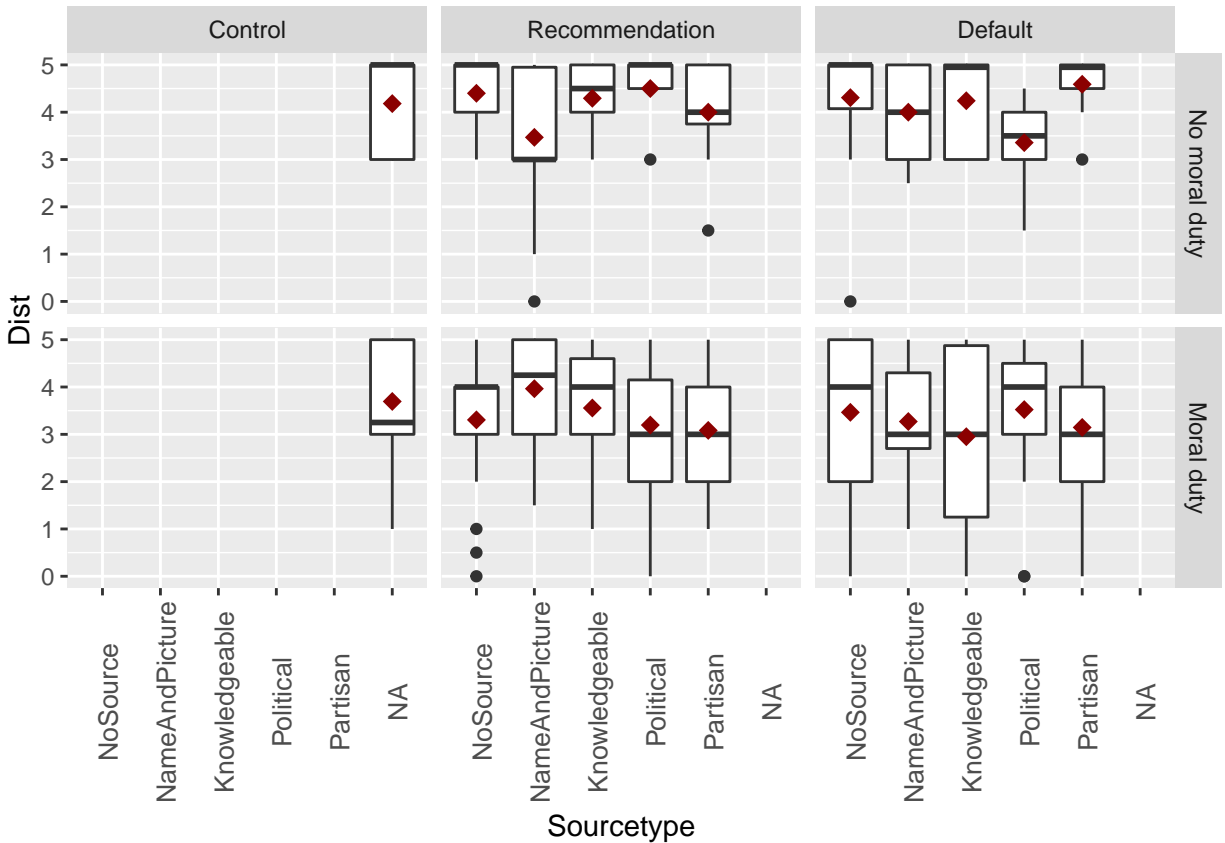 Control Recommendation Default
No moral duty
Moral duty
Dist
5
4
3
2
1
0
5
4
3
2
1
0
NoSource NameAndPicture Knowledgeable Political Partisan NA NoSource NameAndPicture Knowledgeable Political Partisan NA NoSource NameAndPicture Knowledgeable Political Partisan NA
Sourcetype